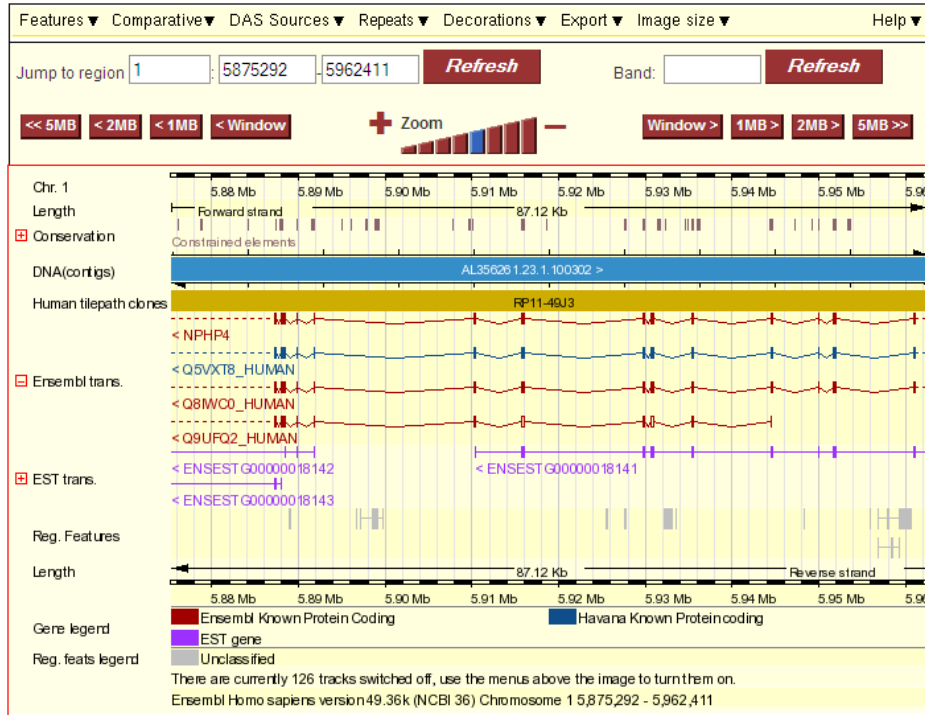 Features ▼ Comparative▼ DAS Sources ▼ Repeats ▼ Decorations ▼ Export ▼ Image size ▼ Help ▼
Jump to region 1 : 5875292 - 5962411 Refresh Band: Refresh
<< 5MB < 2MB < 1MB < Window + Zoom − Window > 1MB > 2MB > 5MB >>
Chr. 1 5.88 Mb 5.89 Mb 5.90 Mb 5.91 Mb 5.92 Mb 5.93 Mb 5.94 Mb 5.95 Mb 5.96
Length Forward strand 87.12 Kb
Conservation
Constrained elements
DNA(contigs) AL356261.23.1.100302 >
Human tilepath clones RP11-49J3
< NPHP4
< Q5VXT8_HUMAN
Ensembl trans.
< Q8IWC0_HUMAN
< Q9UFQ2_HUMAN
< ENSESTG00000018142 < ENSESTG00000018141
EST trans.
< ENSESTG00000018143
Reg. Features
Length 87.12 Kb Reverse strand
5.88 Mb 5.89 Mb 5.90 Mb 5.91 Mb 5.92 Mb 5.93 Mb 5.94 Mb 5.95 Mb 5.96
Gene legend Ensembl Known Protein Coding Havana Known Protein coding
EST gene
Reg. feats legend Unclassified
There are currently 126 tracks switched off, use the menus above the image to turn them on.
Ensembl Homo sapiens version 49.36k (NCBI 36) Chromosome 1 5,875,292 - 5,962,411